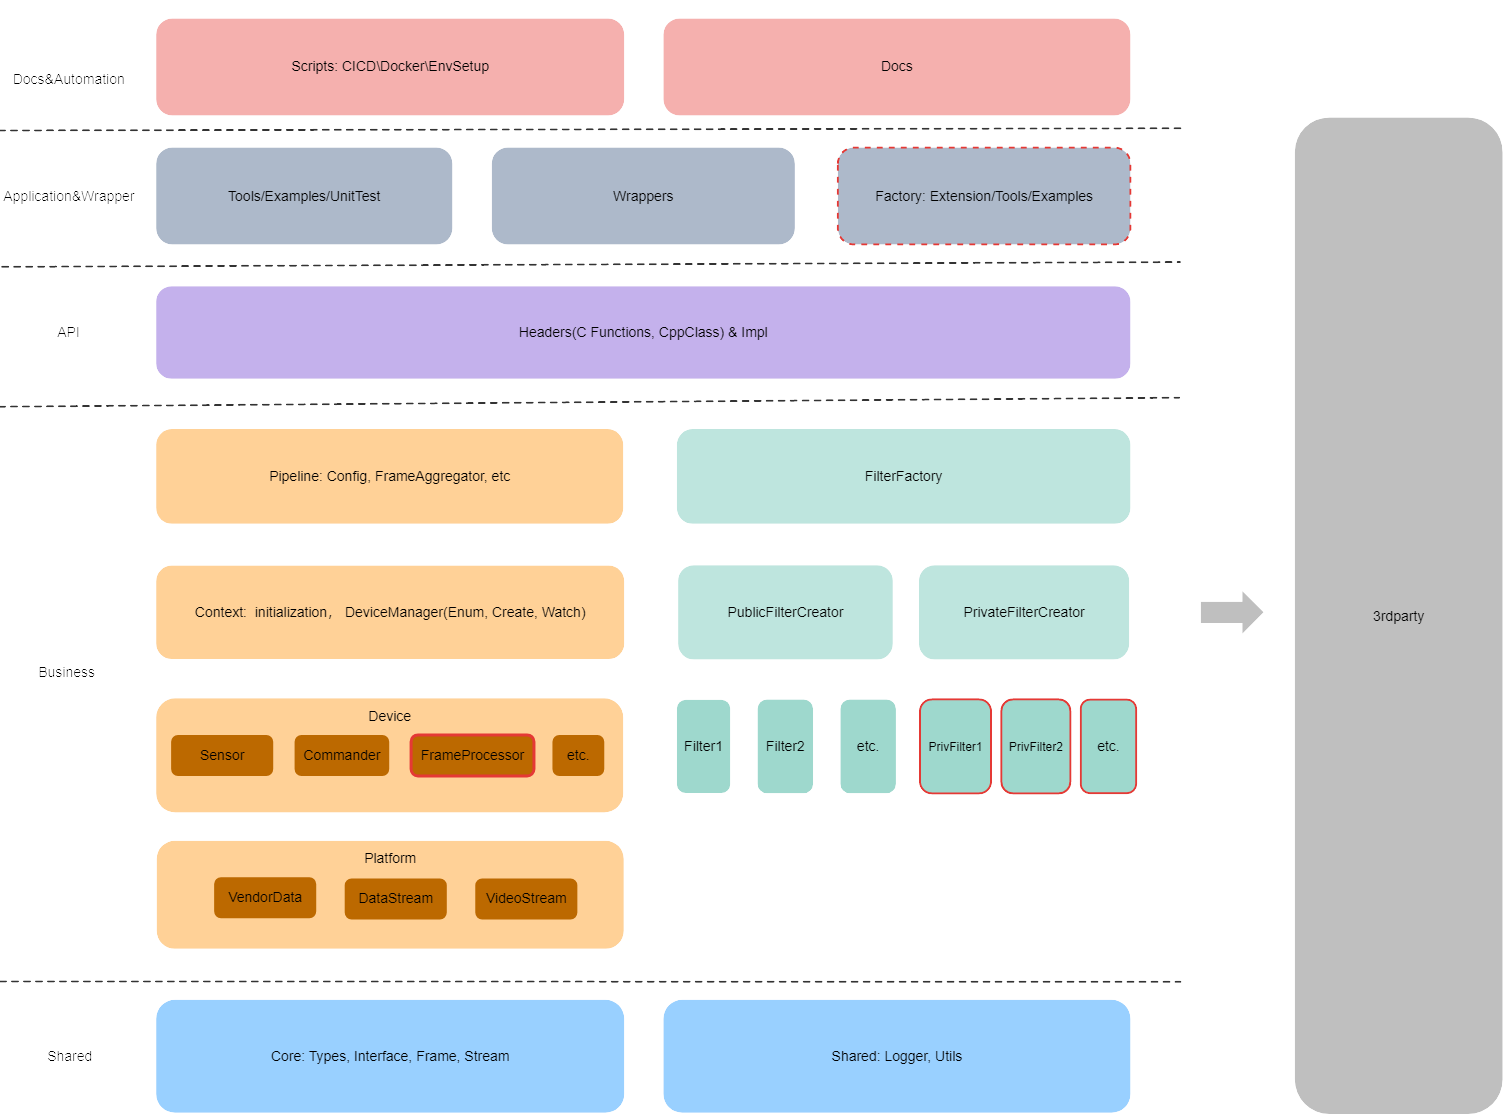 Docs&Automation
Scripts: CICD\Docker\EnvSetup
Docs
Application&Wrapper
Tools/Examples/UnitTest
Wrappers
Factory: Extension/Tools/Examples
API
Headers(C Functions, CppClass) & Impl
Business
Pipeline: Config, FrameAggregator, etc
FilterFactory
Context:  initialization， DeviceManager(Enum, Create, Watch)
PublicFilterCreator
PrivateFilterCreator
Device
Sensor
Commander
FrameProcessor
etc.
Filter1
Filter2
etc.
PrivFilter1
PrivFilter2
etc.
Platform
VendorData
DataStream
VideoStream
Shared
Core: Types, Interface, Frame, Stream
Shared: Logger, Utils
3rdparty